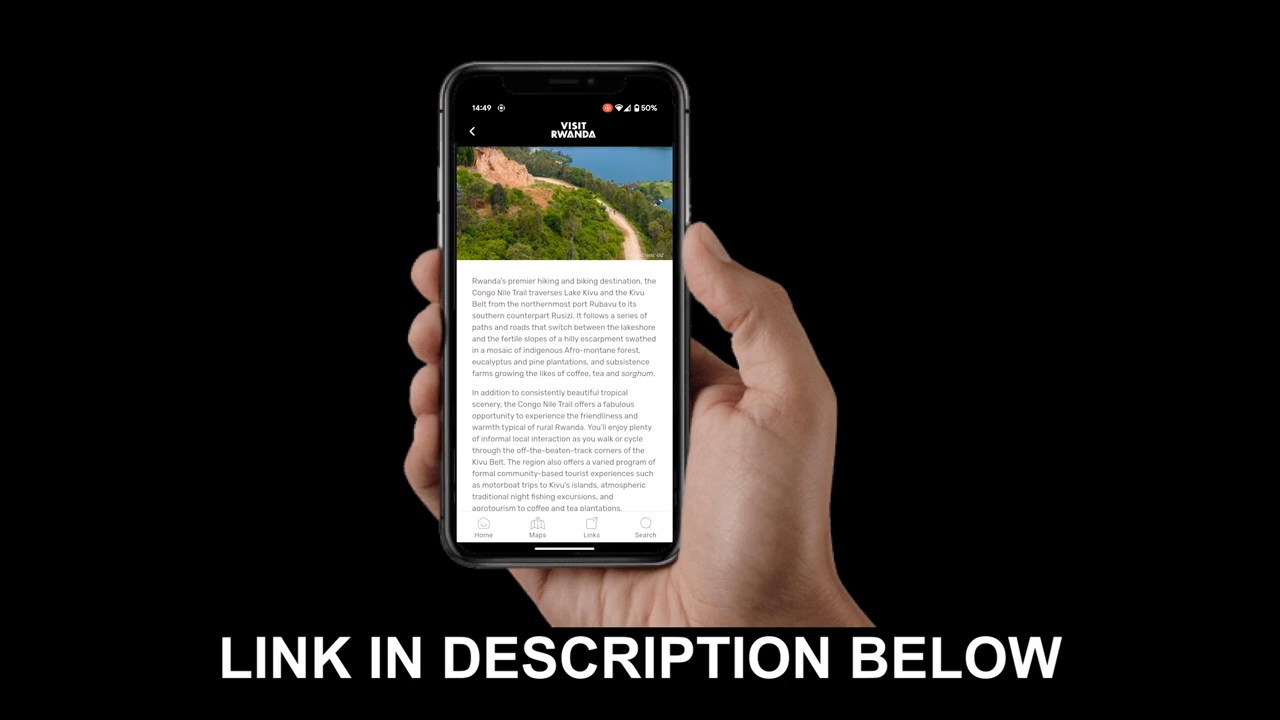 14:49
50%
VISIT
RWANDA
Rwanda's premier hiking and biking destination, the
Congo Nile Trail traverses Lake Kivu and the Kivu
Belt from the northernmost port Rubavu to its
southern counterpart Rusizi. It follows a series of
paths and roads that switch between the lakeshore
and the fertile slopes of a hilly escarpment swathed
in a mosaic of indigenous Afro-montane forest,
eucalyptus and pine plantations, and subsistence
farms growing the likes of coffee, tea and sorghum.
In addition to consistently beautiful tropical
scenery, the Congo Nile Trail offers a fabulous
opportunity to experience the friendliness and
warmth typical of rural Rwanda. You'll enjoy plenty
of informal local interaction as you walk or cycle
through the off-the-beaten-track corners of the
Kivu Belt. The region also offers a varied program of
formal community-based tourist experiences such
as motorboat trips to Kivu's islands, atmospheric
traditional night fishing excursions, and
agrotourism to coffee and tea plantations.
Home Maps Links Search
LINK IN DESCRIPTION BELOW